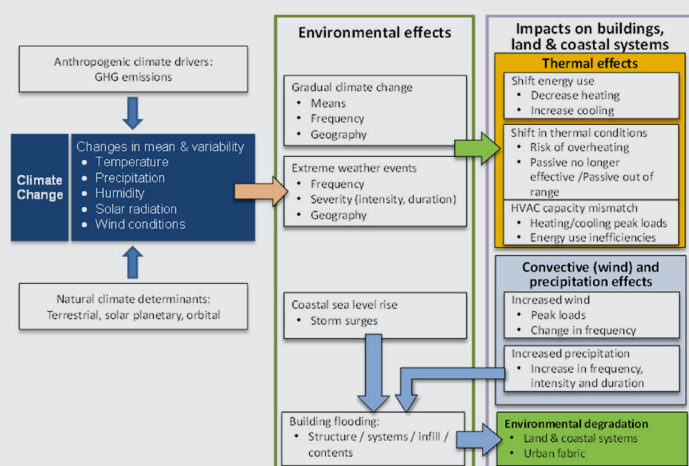 Environmental effects
Impacts on buildings,
land & coastal systems
Anthropogenic climate drivers:
GHG emissions
Climate
Change
Changes in mean & variability
• Temperature
• Precipitation
• Humidity
• Solar radiation
• Wind conditions
Natural climate determinants:
Terrestrial, solar planetary, orbital
Gradual climate change
• Means
• Frequency
• Geography
Extreme weather events
• Frequency
• Severity (intensity, duration)
• Geography
Coastal sea level rise
• Storm surges
Building flooding:
• Structure / systems / infill /
contents
Thermal effects
Shift energy use
• Decrease heating
• Increase cooling
Shift in thermal conditions
• Risk of overheating
• Passive no longer
effective /Passive out of
range
HVAC capacity mismatch
• Heating/cooling peak loads
• Energy use inefficiencies
Convective (wind) and
precipitation effects
Increased wind
• Peak loads
• Change in frequency
Increased precipitation
• Increase in frequency,
intensity and duration
Environmental degradation
• Land & coastal systems
• Urban fabric